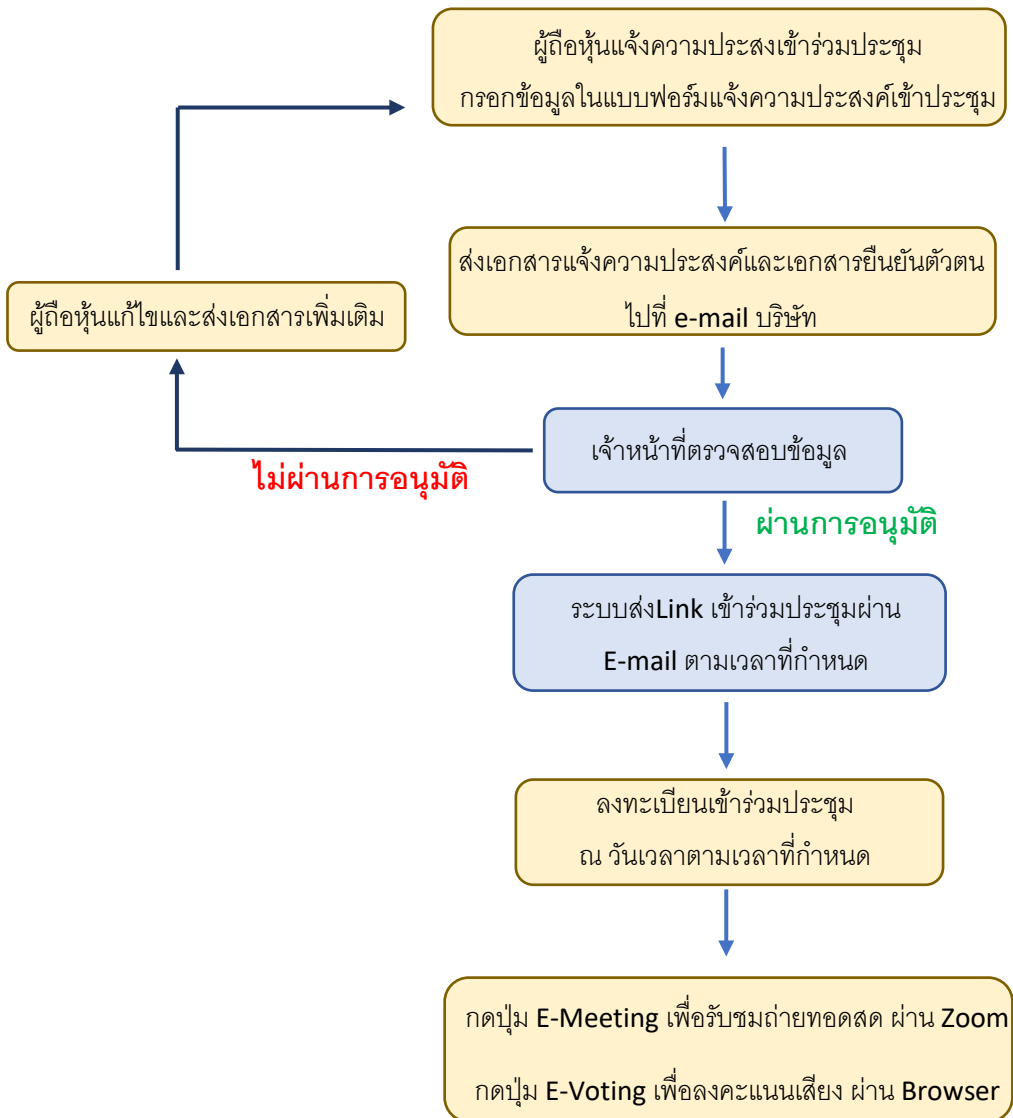 ผู้ถือหุ้นแจ้งความประสงเข้าร่วมประชุม
กรอกข้อมูลในแบบฟอร์มแจ้งความประสงค์เข้าประชุม
ส่งเอกสารแจ้งความประสงค์และเอกสารยืนยันตัวตน
ไปที่ e-mail บริษัท
ผู้ถือหุ้นแก้ไขและส่งเอกสารเพิ่มเติม
เจ้าหน้าที่ตรวจสอบข้อมูล
ไม่ผ่านการอนุมัติ
ผ่านการอนุมัติ
ระบบส่งLink เข้าร่วมประชุมผ่าน
E-mail ตามเวลาที่กำหนด
ลงทะเบียนเข้าร่วมประชุม
ณ วันเวลาตามเวลาที่กำหนด
กดปุ่ม E-Meeting เพื่อรับชมถ่ายทอดสด ผ่าน Zoom
กดปุ่ม E-Voting เพื่อลงคะแนนเสียง ผ่าน Browser